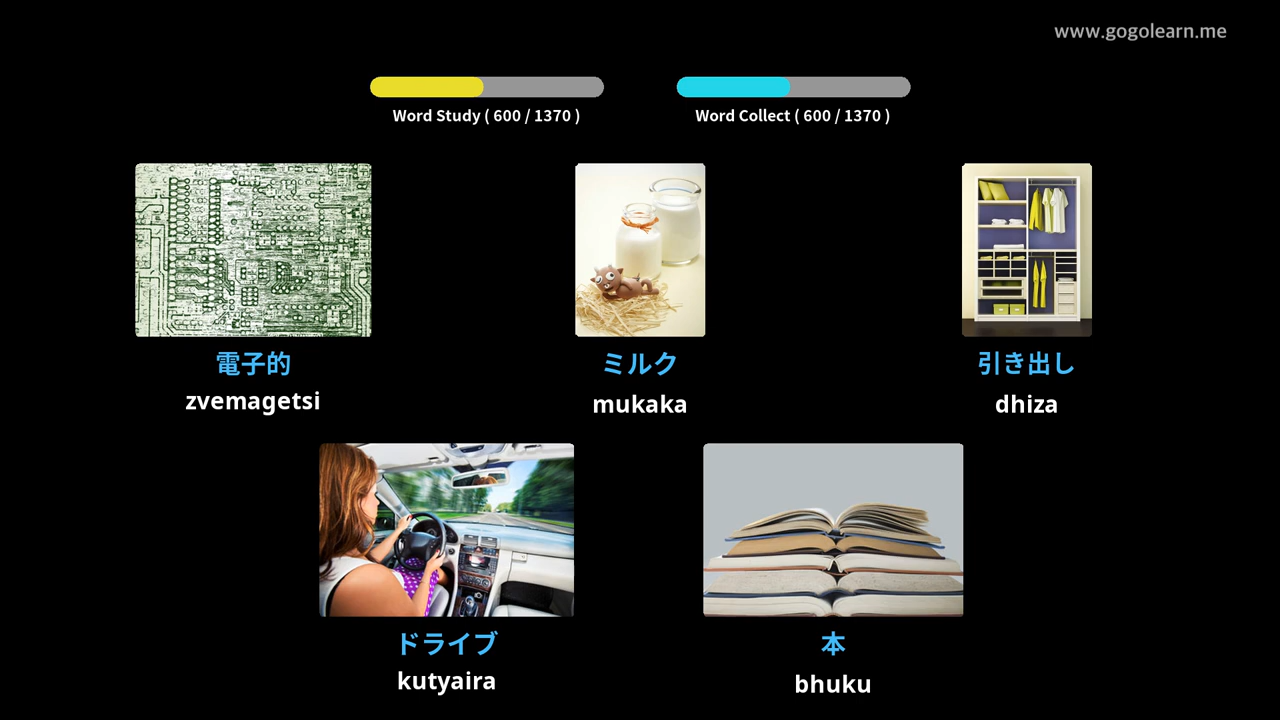 www.gogolearn.me
Word Study ( 600 / 1370 )
Word Collect ( 600 / 1370 )
電子的
zvemagetsi
ミルク
mukaka
引き出し
dhiza
ドライブ
kutyaira
本
bhuku